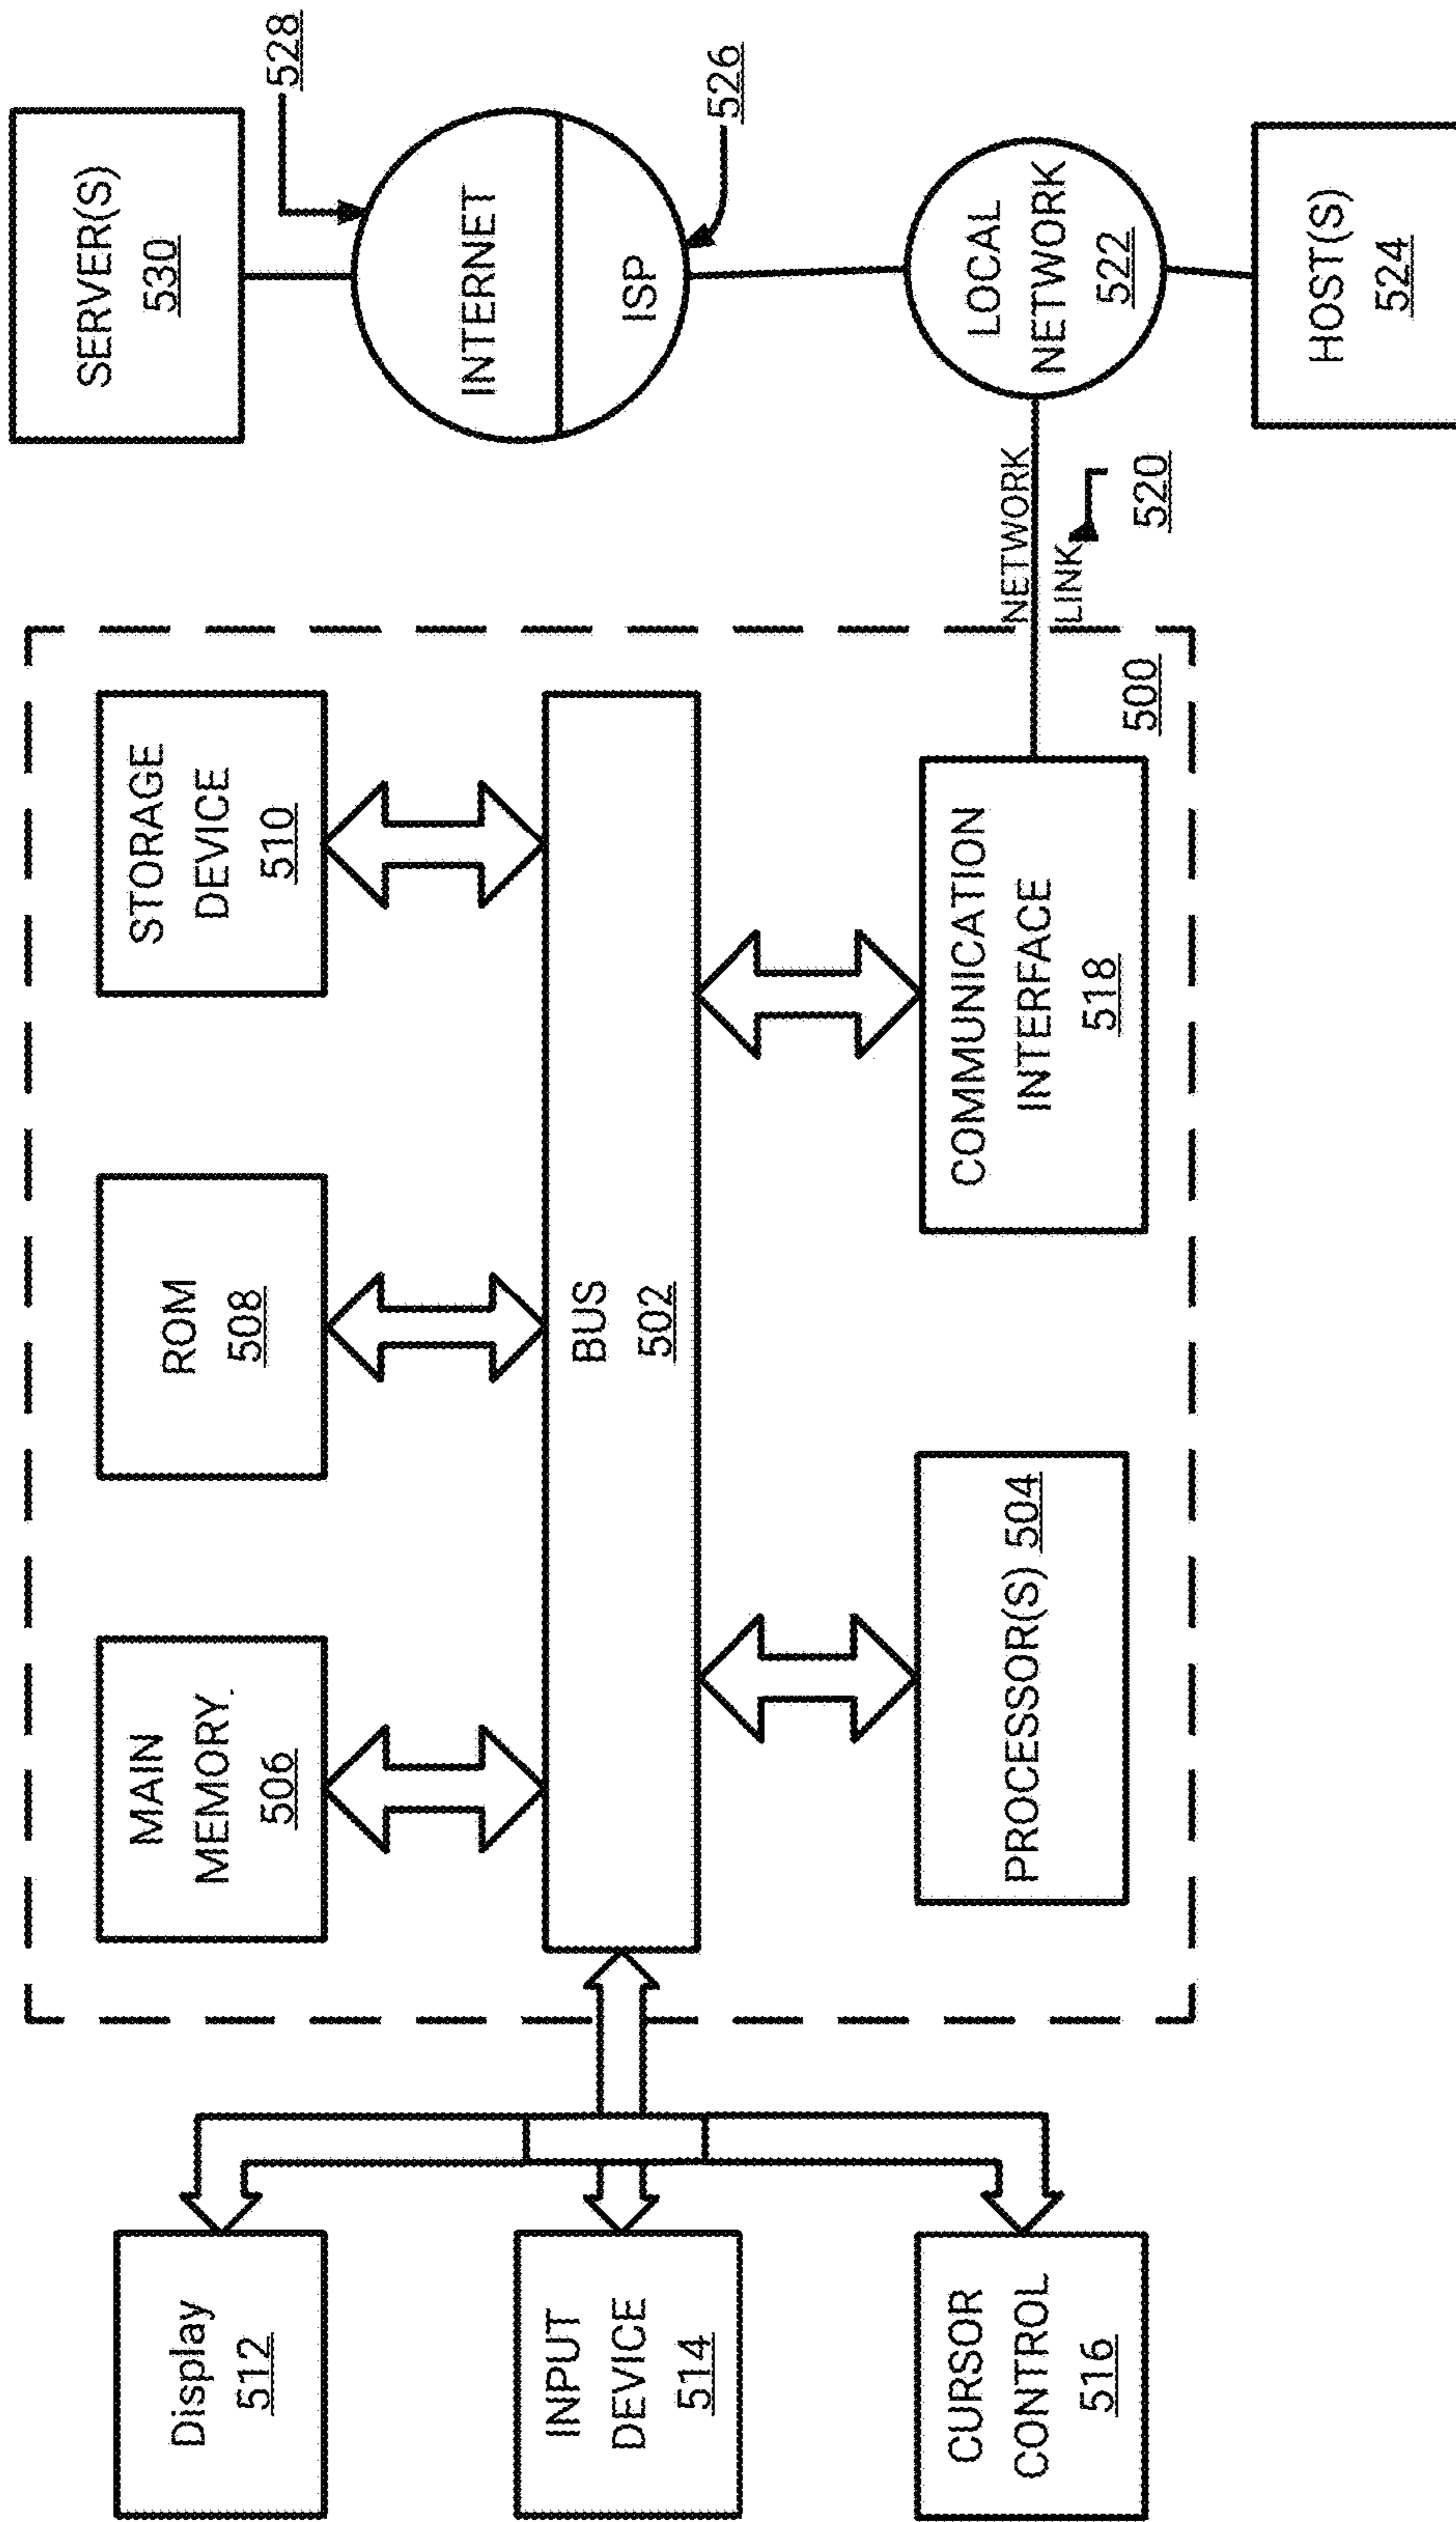 Display
512
INPUT
DEVICE
514
CURSOR
CONTROL
516
MAIN
MEMORY.
506
ROM
508
STORAGE
DEVICE
510
BUS
502
PROCESSOR(S) 504
COMMUNICATION
INTERFACE
518
500
NETWORK
LINK
520
SERVER(S)
530
528
INTERNET
ISP
526
LOCAL
NETWORK
522
HOST(S)
524